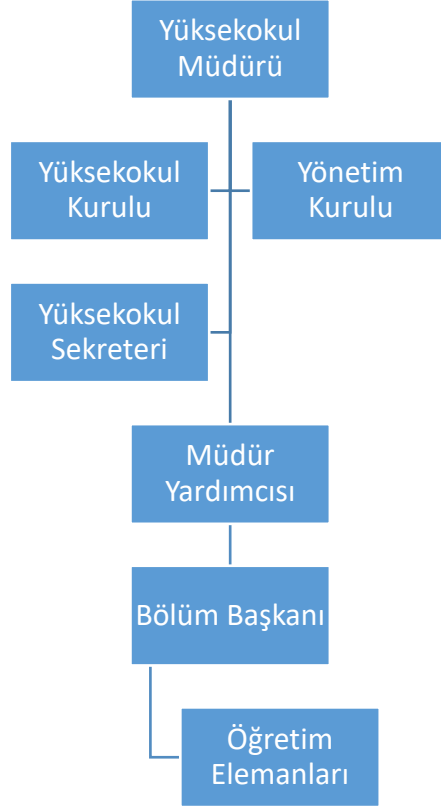 Yüksekokul
Müdürü
Yüksekokul
Kurulu
Yönetim
Kurulu
Yüksekokul
Sekreteri
Müdür
Yardımcısı
Bölüm Başkanı
Öğretim
Elemanları